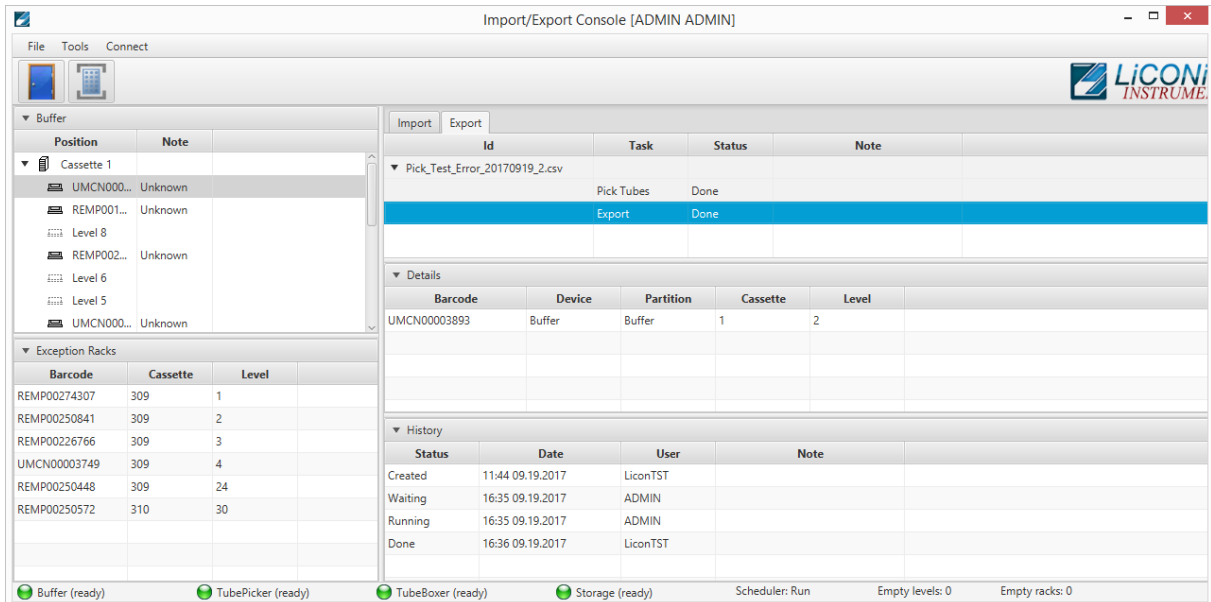 Import/Export Console [ADMIN ADMIN]
File Tools Connect
LiCONi
INSTRUME
Buffer
Position Note
Cassette 1
UMCN000... Unknown
REMP001... Unknown
Level 8
REMP002... Unknown
Level 6
Level 5
UMCN000... Unknown
Exception Racks
Barcode Cassette Level
REMP00274307 309 1
REMP00250841 309 2
REMP00226766 309 3
UMCN00003749 309 4
REMP00250448 309 24
REMP00250572 310 30
Import Export
Id Task Status Note
Pick_Test_Error_20170919_2.csv
Pick Tubes Done
Export Done
Details
Barcode Device Partition Cassette Level
UMCN00003893 Buffer Buffer 1 2
History
Status Date User Note
Created 11:44 09.19.2017 LiconTST
Waiting 16:35 09.19.2017 ADMIN
Running 16:35 09.19.2017 ADMIN
Done 16:36 09.19.2017 LiconTST
Buffer (ready) TubePicker (ready) TubeBoxer (ready) Storage (ready) Scheduler: Run Empty levels: 0 Empty racks: 0